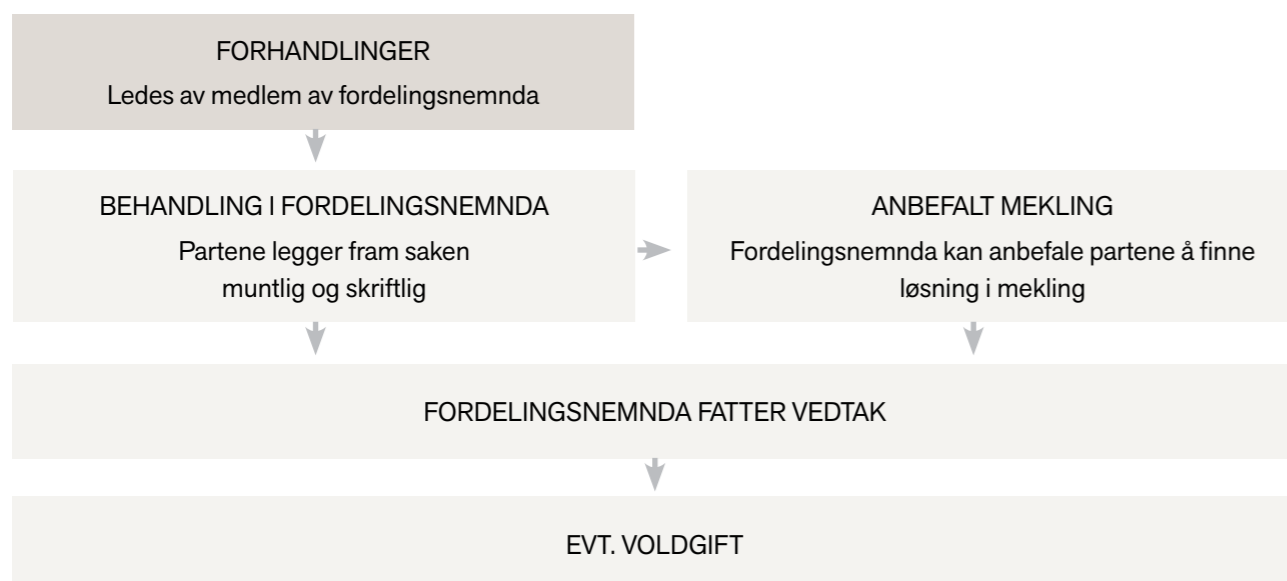 FORHANDLINGER
Ledes av medlem av fordelingsnemnda
BEHANDLING I FORDELINGSNEMNDA
Partene legger fram saken
muntlig og skriftlig
ANBEFALT MEKLING
Fordelingsnemnda kan anbefale partene å finne
løsning i mekling
FORDELINGSNEMNDA FATTER VEDTAK
EVT. VOLDGIFT